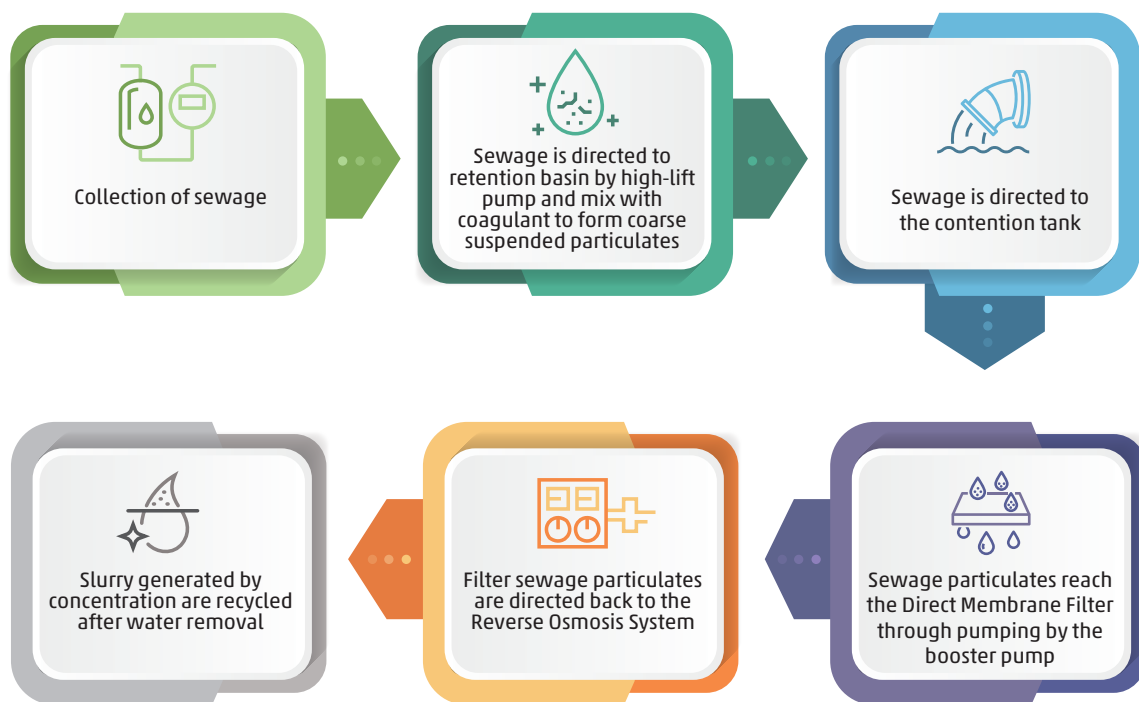 Collection of sewage
Sewage is directed to
retention basin by high-lift
pump and mix with
coagulant to form coarse
suspended particulates
Sewage is directed to
the contention tank
Sewage particulates reach
the Direct Membrane Filter
through pumping by the
booster pump
Filter sewage particulates
are directed back to the
Reverse Osmosis System
Slurry generated by
concentration are recycled
after water removal